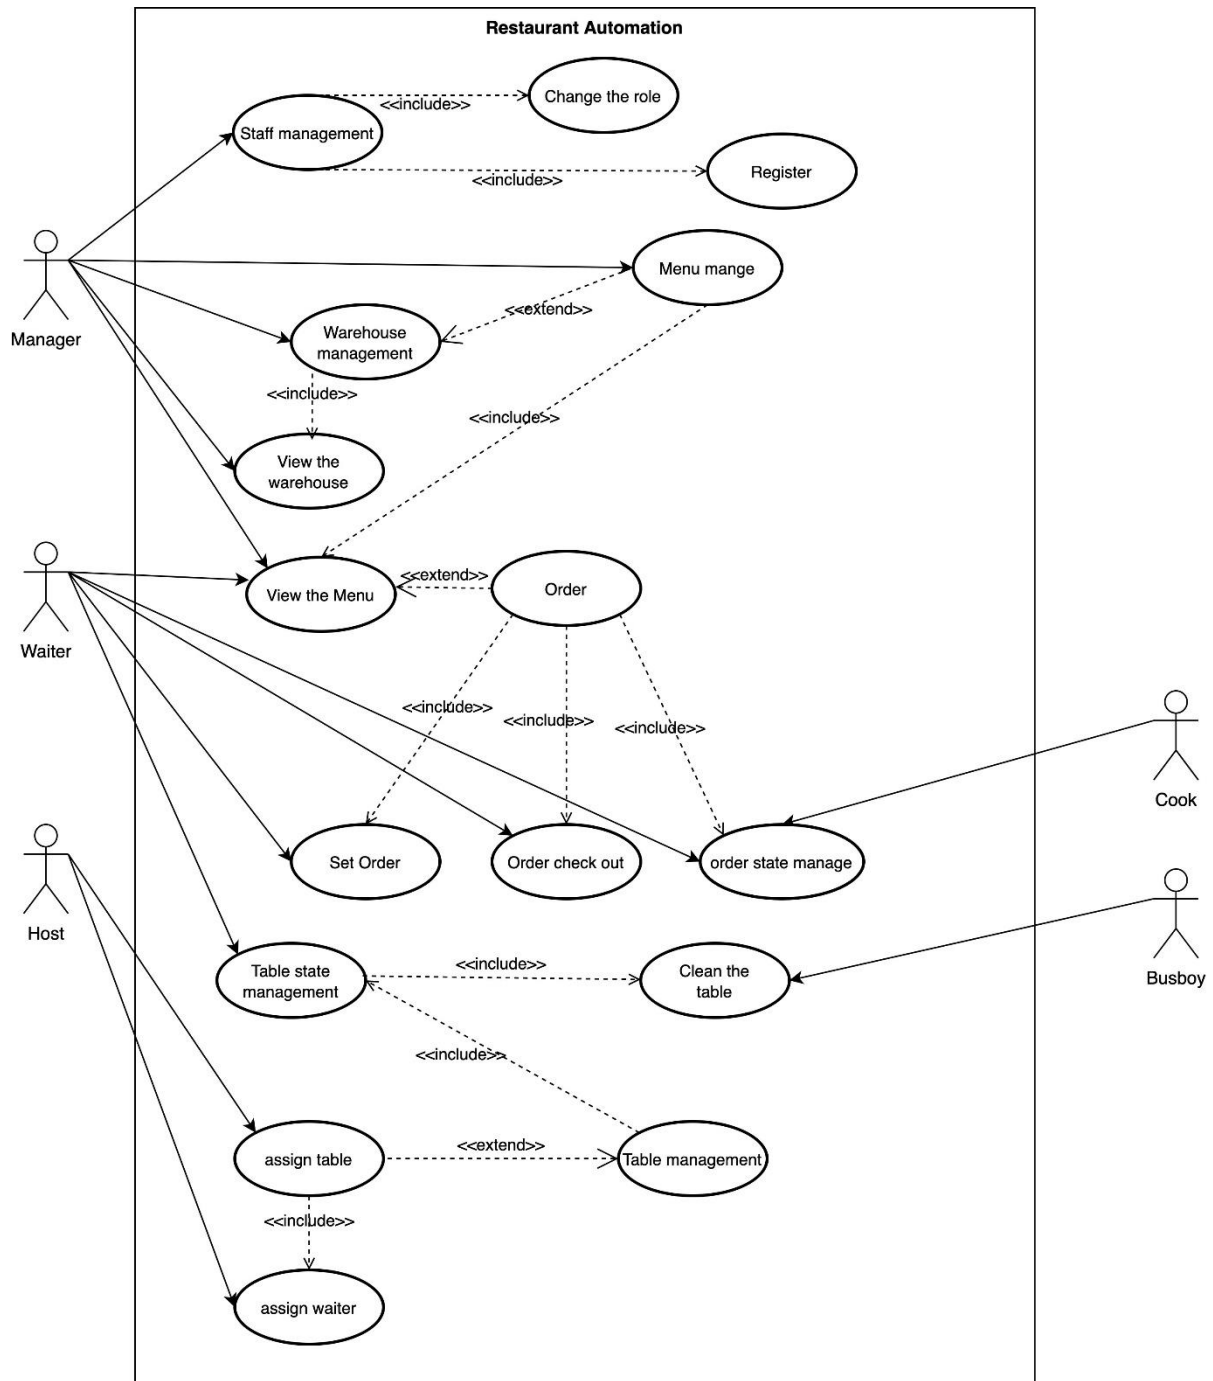 Restaurant Automation
Change the role
<<include>>
Staff management
Register
<<include>>
Menu mange
<<extend>>
Manager
Warehouse
management
<<include>>
<<include>>
View the
warehouse
<<extend>>
Order
View the Menu
Waiter
<<include>>
<<include>>
<<include>>
Cook
Set Order
Order check out
order state manage
Host
Table state
management
<<include>>
Clean the
table
Busboy
<<include>>
assign table
<<extend>>
Table management
<<include>>
assign waiter